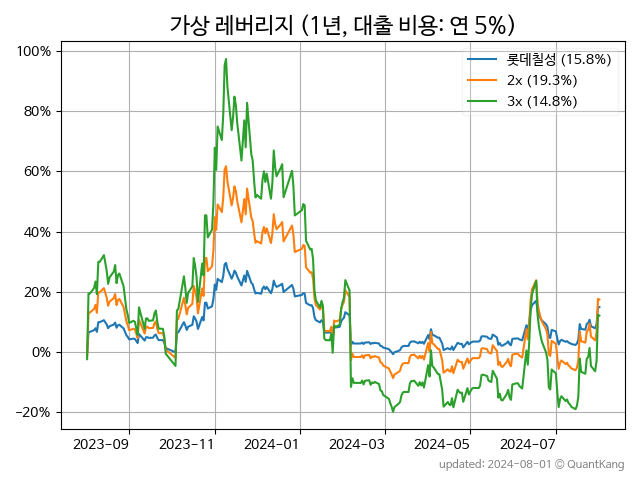 가상 레버리지 (1년, 대출 비용: 연 5%)
100%
80%
60%
40%
20%
0%
−20%
롯데칠성 (15.8%)
2x (19.3%)
3x (14.8%)
2023-09
2023-11
2024-01
2024-03
2024-05
2024-07
updated: 2024-08-01 © QuantKang